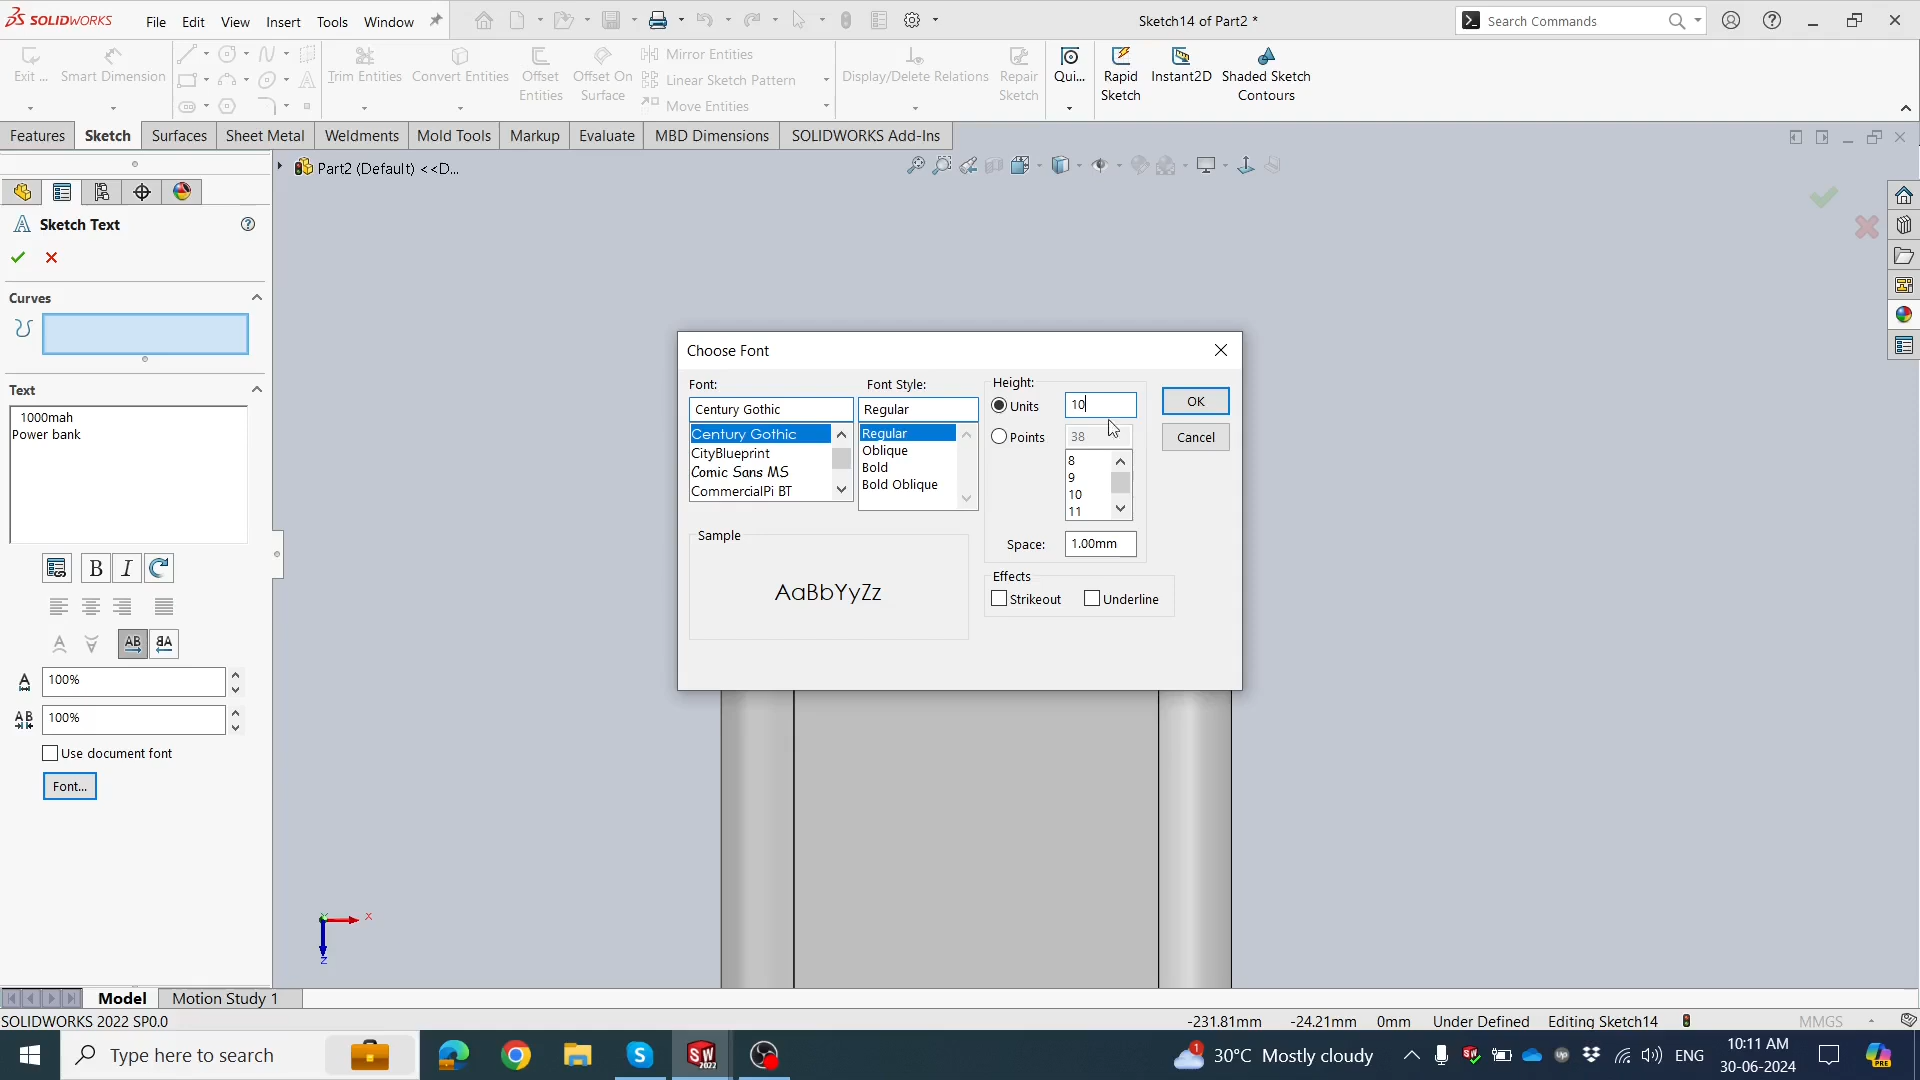 SOLIDWORKS
File Edit View Insert Tools Window
Sketch14 of Part2 *
Search Commands
Exit ...
Smart Dimension
Trim Entities
Convert Entities
Offset Entities
Offset On Surface
Mirror Entities
Linear Sketch Pattern
Move Entities
Display/Delete Relations
Repair Sketch
Qui...
Rapid Sketch
Instant2D
Shaded Sketch Contours
Features Sketch Surfaces Sheet Metal Weldments Mold Tools Markup Evaluate MBD Dimensions SOLIDWORKS Add-Ins
Part2 (Default) <<D...
Sketch Text
Curves
Text
1000mah
Power bank
B I
AB
100%
AB
100%
Use document font
Font...
Choose Font
Font:
Century Gothic
Century Gothic
CityBlueprint
Comic Sans MS
CommercialPi BT
Font Style:
Regular
Regular
Oblique
Bold
Bold Oblique
Height:
Units
10
Points
38
8
9
10
11
Space:
1.00mm
OK
Cancel
Sample
AaBbYyZz
Effects
Strikeout
Underline
X
Z
Model Motion Study 1
SOLIDWORKS 2022 SP0.0
-231.81mm -24.21mm 0mm Under Defined Editing Sketch14 MMGS
Type here to search
SW 2022
1
30°C Mostly cloudy
ENG
10:11 AM
30-06-2024
PRE